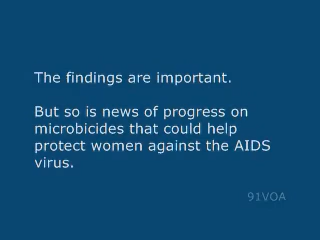 The findings are important.
But so is news of progress on
microbicides that could help
protect women against the AIDS
virus.
91VOA